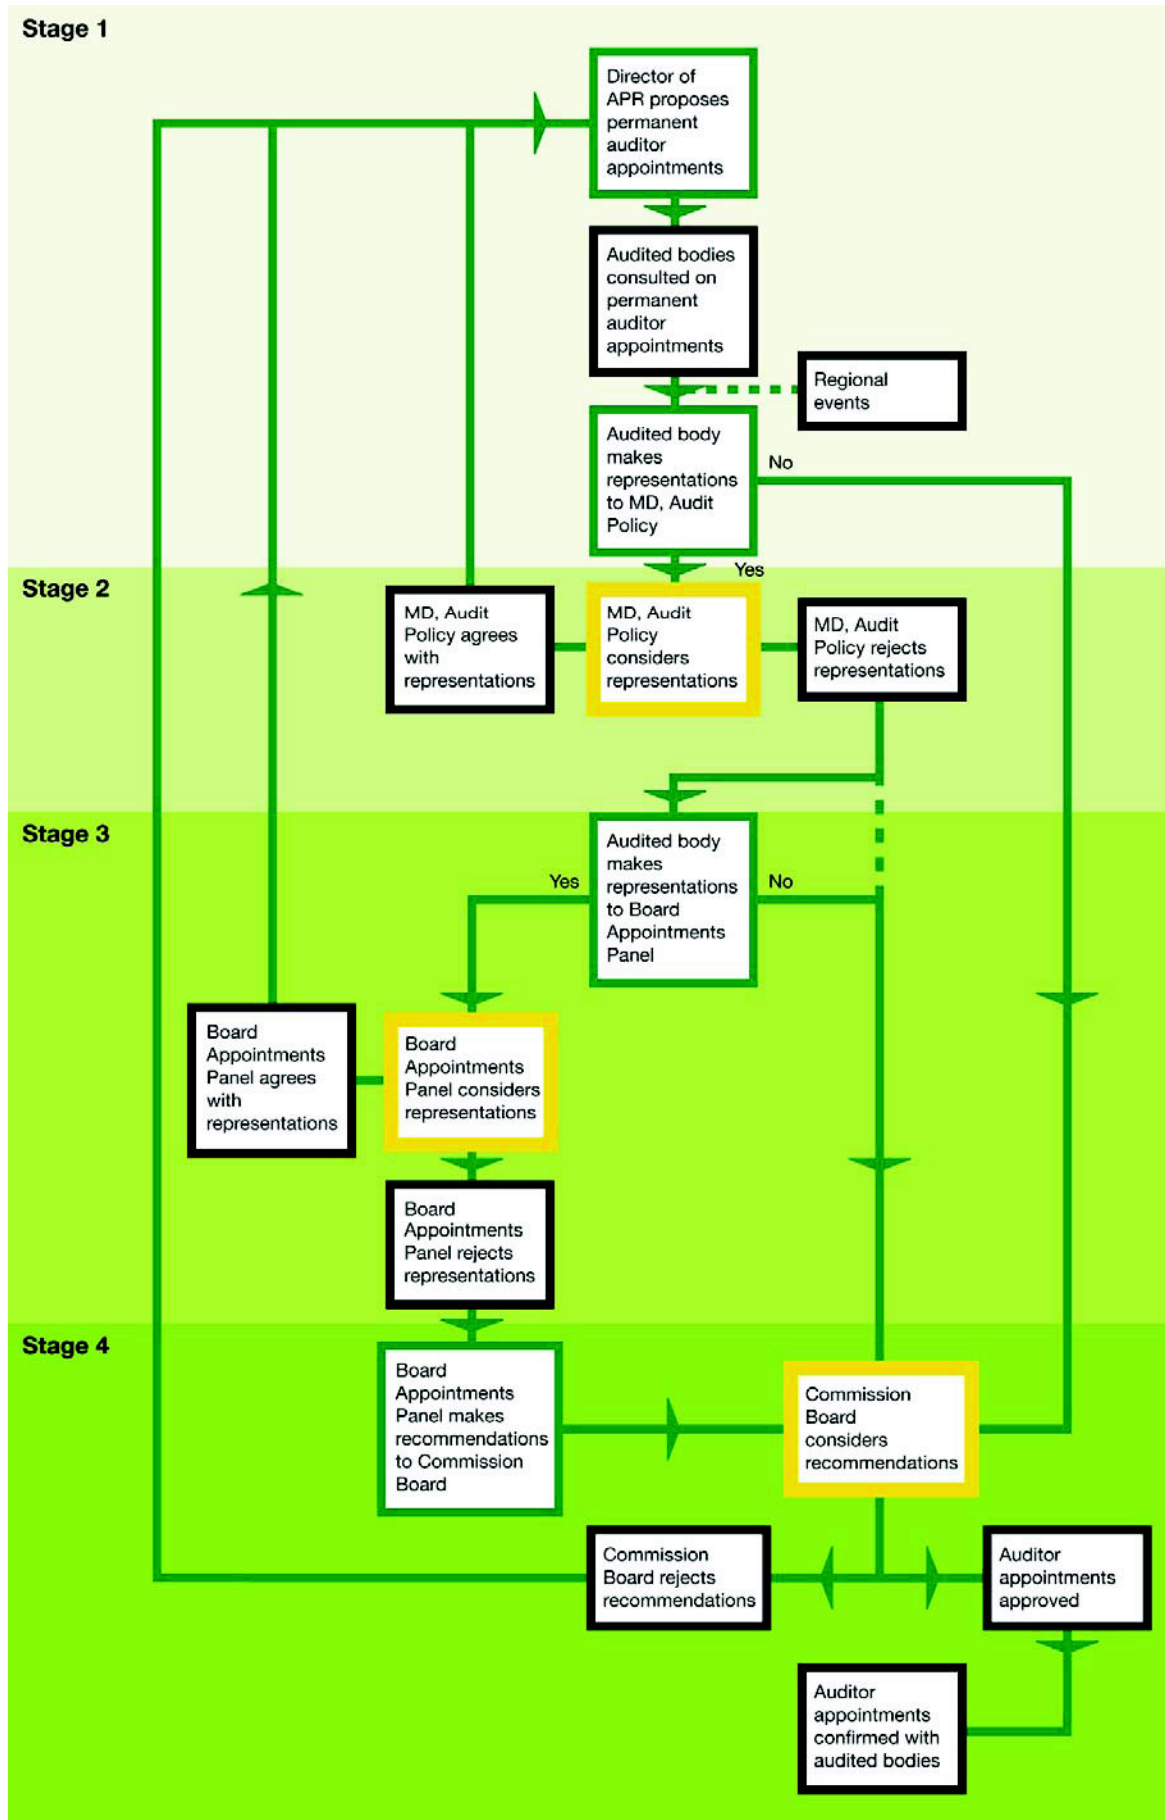 Stage 1
Director of
APR proposes
permanent
auditor
appointments
Audited bodies
consulted on
permanent
auditor
appointments
Regional
events
Audited body
makes
representations
to MD, Audit
Policy
No
Yes
Stage 2
MD, Audit
Policy agrees
with
representations
MD, Audit
Policy
considers
representations
MD, Audit
Policy rejects
representations
Stage 3
Audited body
makes
representations
to Board
Appointments
Panel
Yes
No
Board
Appointments
Panel agrees
with
representations
Board
Appointments
Panel considers
representations
Board
Appointments
Panel rejects
representations
Stage 4
Board
Appointments
Panel makes
recommendations
to Commission
Board
Commission
Board
considers
recommendations
Commission
Board rejects
recommendations
Auditor
appointments
approved
Auditor
appointments
confirmed with
audited bodies